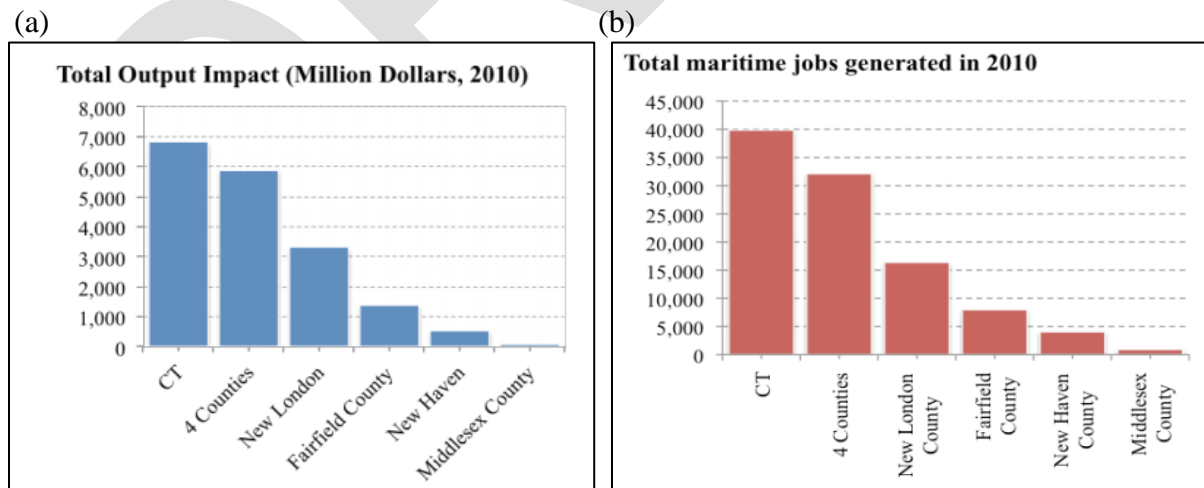 (a)
Total Output Impact (Million Dollars, 2010)
8,000
7,000
6,000
5,000
4,000
3,000
2,000
1,000
0
CT
4 Counties
New London
Fairfield County
New Haven
Middlesex County
(b)
Total maritime jobs generated in 2010
45,000
40,000
35,000
30,000
25,000
20,000
15,000
10,000
5,000
0
CT
4 Counties
New London
County
Fairfield
County
New Haven
County
Middlesex
County